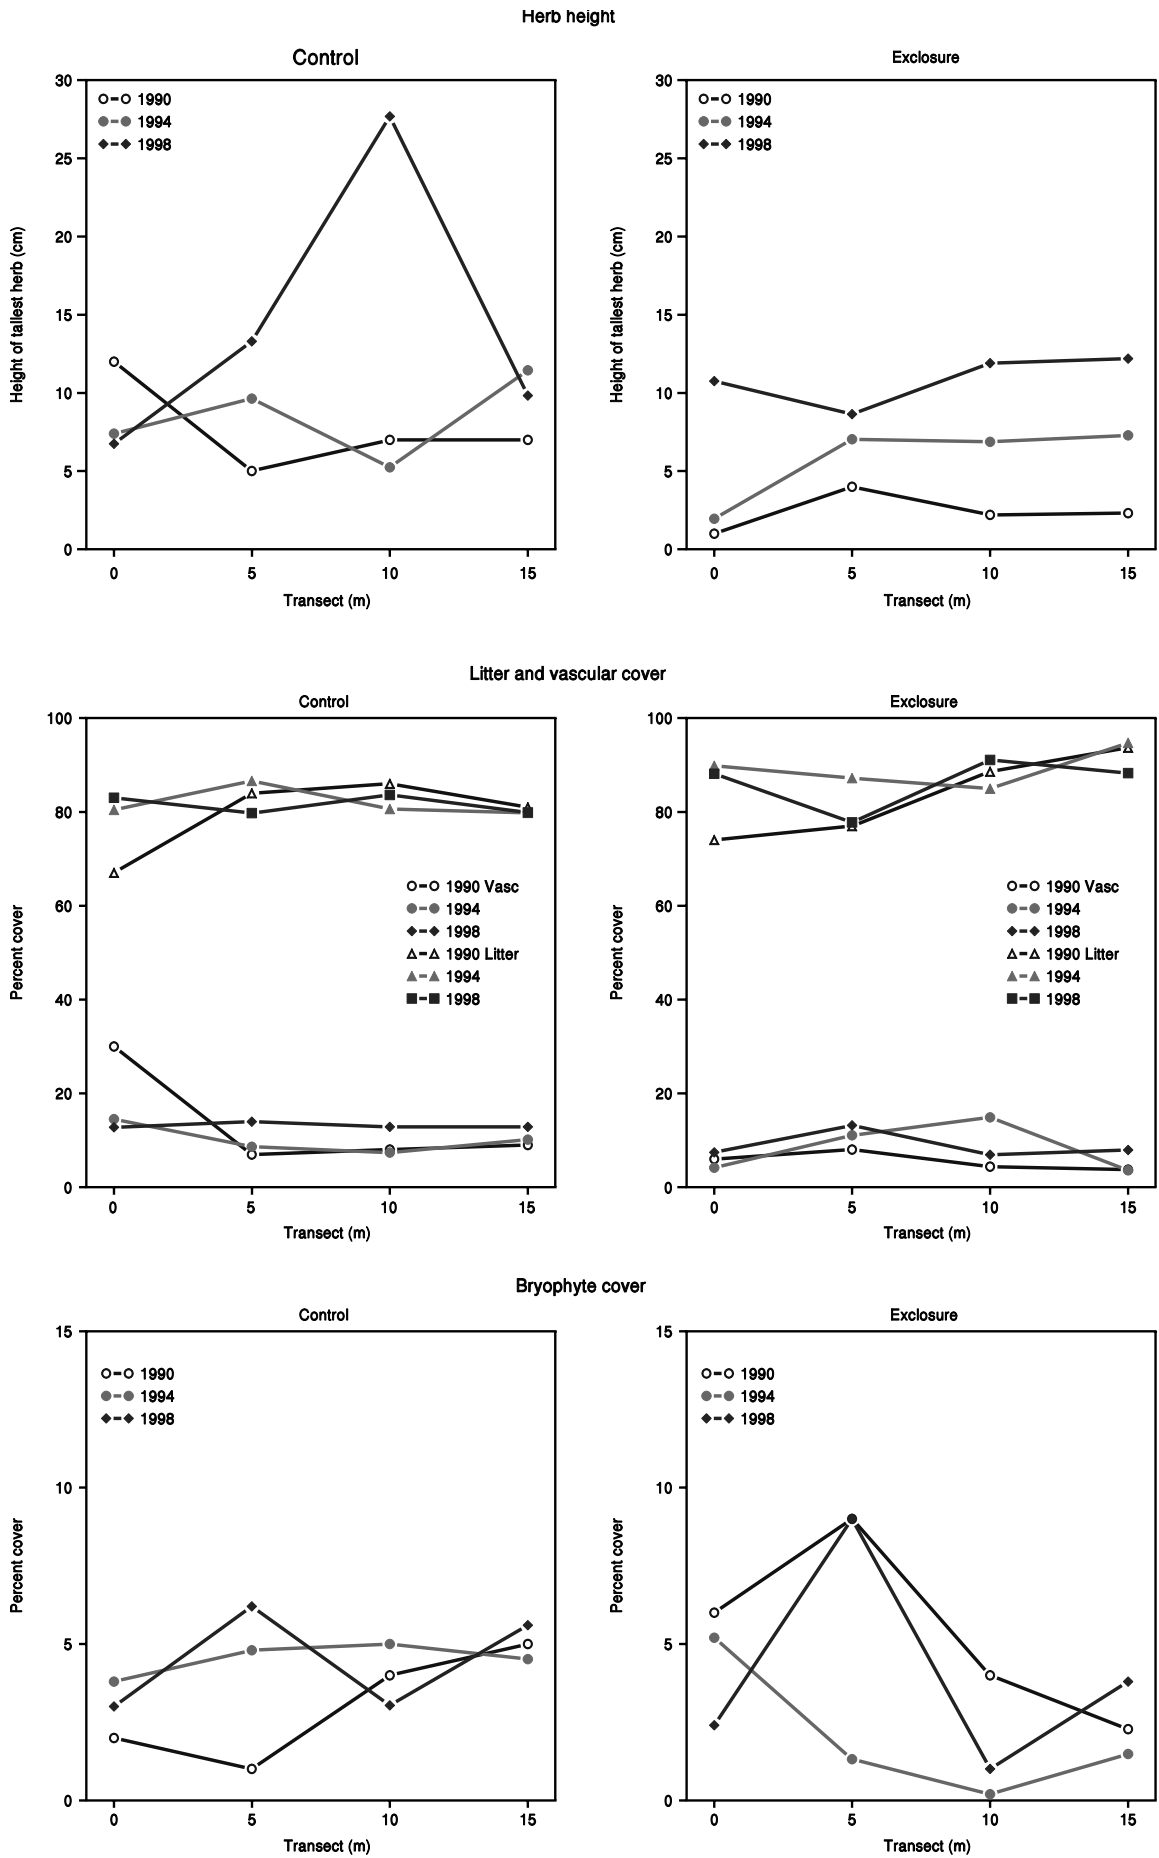 Herb height
Control
30
25
20
15
10
5
0
Height of tallest herb (cm)
1990
1994
1998
0 5 10 15
Transect (m)
Exclosure
30
25
20
15
10
5
0
Height of tallest herb (cm)
1990
1994
1998
0 5 10 15
Transect (m)
Litter and vascular cover
Control
100
80
60
40
20
0
Percent cover
1990 Vasc
1994
1998
1990 Litter
1994
1998
0 5 10 15
Transect (m)
Exclosure
100
80
60
40
20
0
Percent cover
1990 Vasc
1994
1998
1990 Litter
1994
1998
0 5 10 15
Transect (m)
Bryophyte cover
Control
15
10
5
0
Percent cover
1990
1994
1998
0 5 10 15
Transect (m)
Exclosure
15
10
5
0
Percent cover
1990
1994
1998
0 5 10 15
Transect (m)